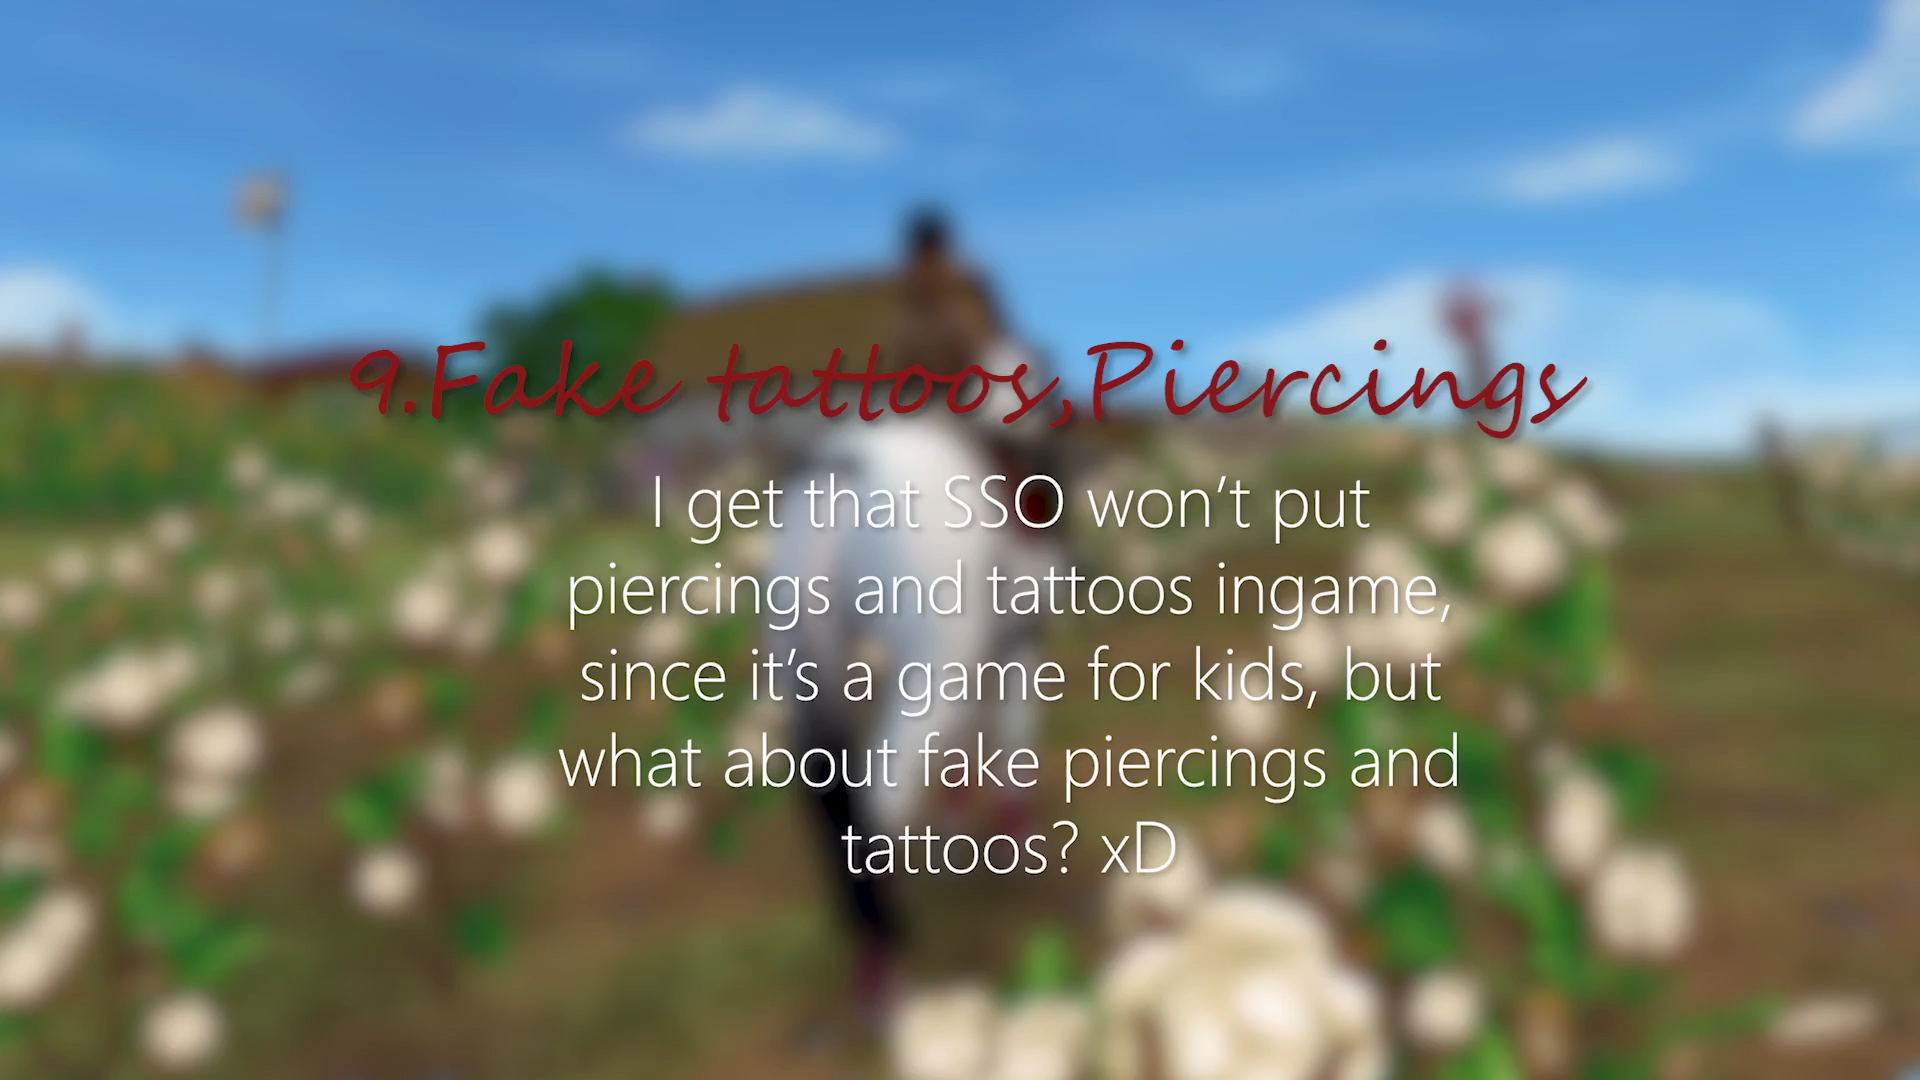 9.Fake tattoos,Piercings
I get that SSO won't put
piercings and tattoos ingame,
since it's a game for kids, but
what about fake piercings and
tattoos? xD